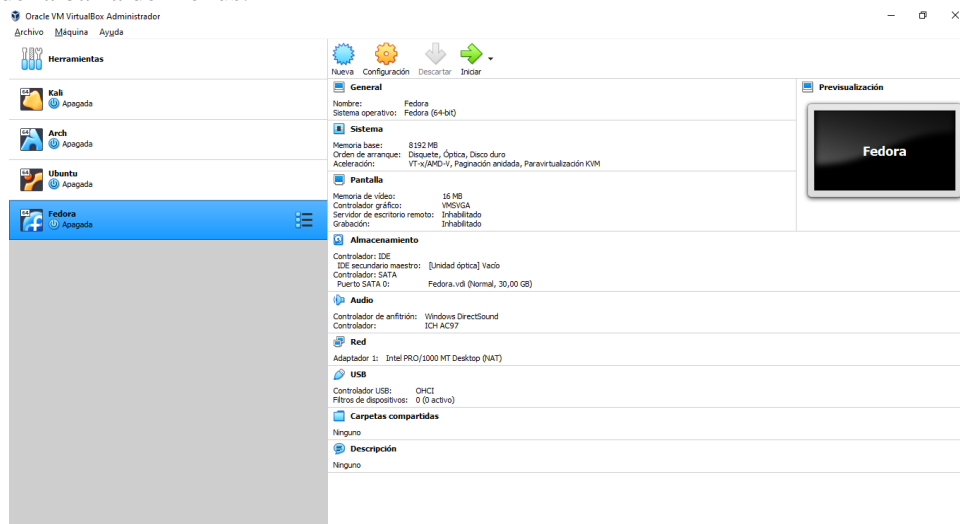 Oracle VM VirtualBox Administrador
Archivo Máquina Ayuda
Herramientas
64
Kali
Apagada
64
Arch
Apagada
64
Ubuntu
Apagada
64
Fedora
Apagada
Nueva Configuración Descartar Iniciar
General
Nombre: Fedora
Sistema operativo: Fedora (64-bit)
Sistema
Memoria base: 8192 MB
Orden de arranque: Disquete, Óptica, Disco duro
Aceleración: VT-x/AMD-V, Paginación anidada, Paravirtualización KVM
Pantalla
Memoria de vídeo: 16 MB
Controlador gráfico: VMSVGA
Servidor de escritorio remoto: Inhabilitado
Grabación: Inhabilitado
Almacenamiento
Controlador: IDE
IDE secundario maestro: [Unidad óptica] Vacío
Controlador: SATA
Puerto SATA 0: Fedora.vdi (Normal, 30,00 GB)
Audio
Controlador de anfitrión: Windows DirectSound
Controlador: ICH AC97
Red
Adaptador 1: Intel PRO/1000 MT Desktop (NAT)
USB
Controlador USB: OHCI
Filtros de dispositivos: 0 (0 activo)
Carpetas compartidas
Ninguno
Descripción
Ninguno
Previsualización
Fedora